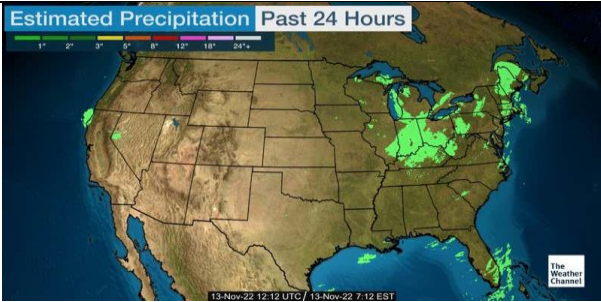 Estimated Precipitation Past 24 Hours
1" 2" 3" 5" 8" 12" 18" 24"+
The
Weather
Channel
13-Nov-22 12:12 UTC / 13-Nov-22 7:12 EST